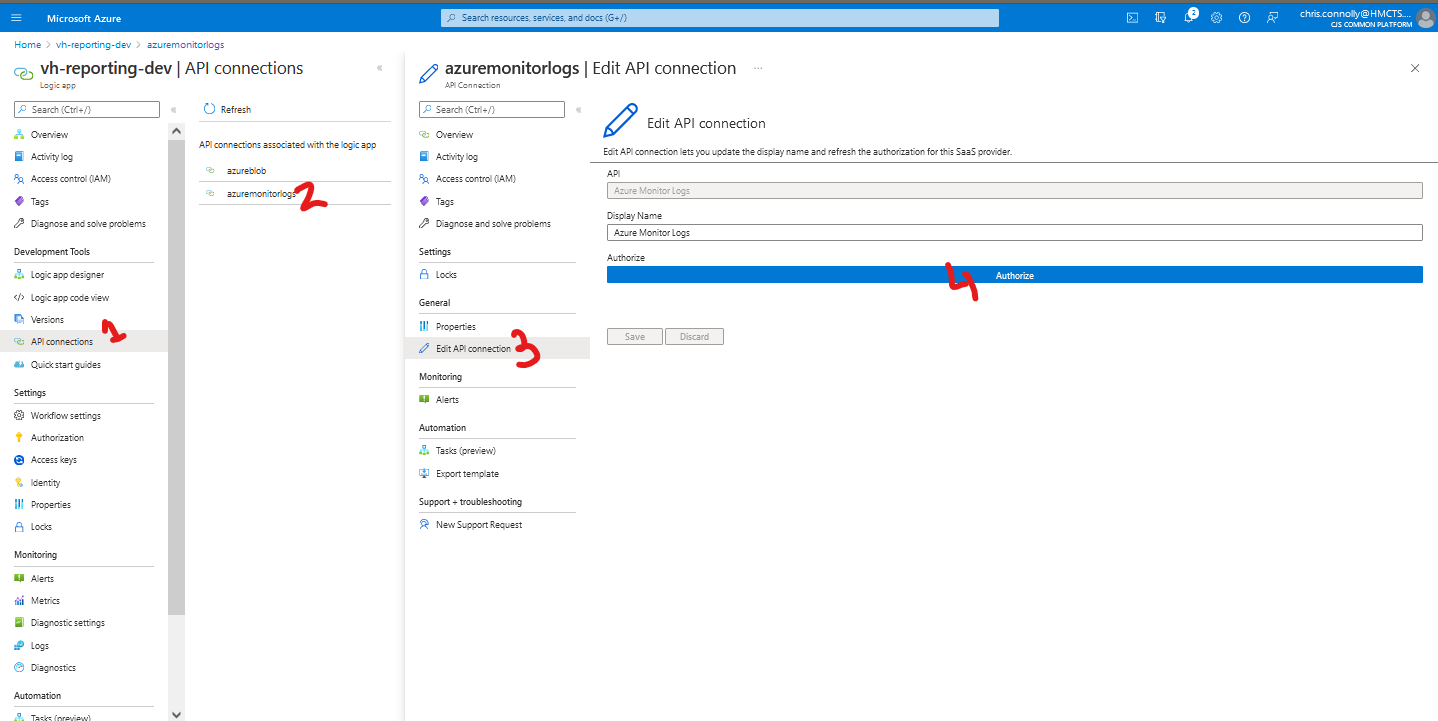 Microsoft Azure
Search resources, services, and docs (G+/)
2
chris.connolly@HMCTS....
CJS COMMON PLATFORM
Home > vh-reporting-dev > azuremonitorlogs
vh-reporting-dev | API connections
Logic app
Search (Ctrl+/)
Overview
Activity log
Access control (IAM)
Tags
Diagnose and solve problems
Development Tools
Logic app designer
Logic app code view
Versions
API connections
1
Quick start guides
Settings
Workflow settings
Authorization
Access keys
Identity
Properties
Locks
Monitoring
Alerts
Metrics
Diagnostic settings
Logs
Diagnostics
Automation
Tasks (preview)
Refresh
API connections associated with the logic app
azureblob
azuremonitorlogs
2
azuremonitorlogs | Edit API connection ...
API Connection
Search (Ctrl+/)
Overview
Activity log
Access control (IAM)
Tags
Diagnose and solve problems
Settings
Locks
General
Properties
Edit API connection
3
Monitoring
Alerts
Automation
Tasks (preview)
Export template
Support + troubleshooting
New Support Request
Edit API connection
Edit API connection lets you update the display name and refresh the authorization for this SaaS provider.
API
Azure Monitor Logs
Display Name
Azure Monitor Logs
Authorize
4
Authorize
Save Discard